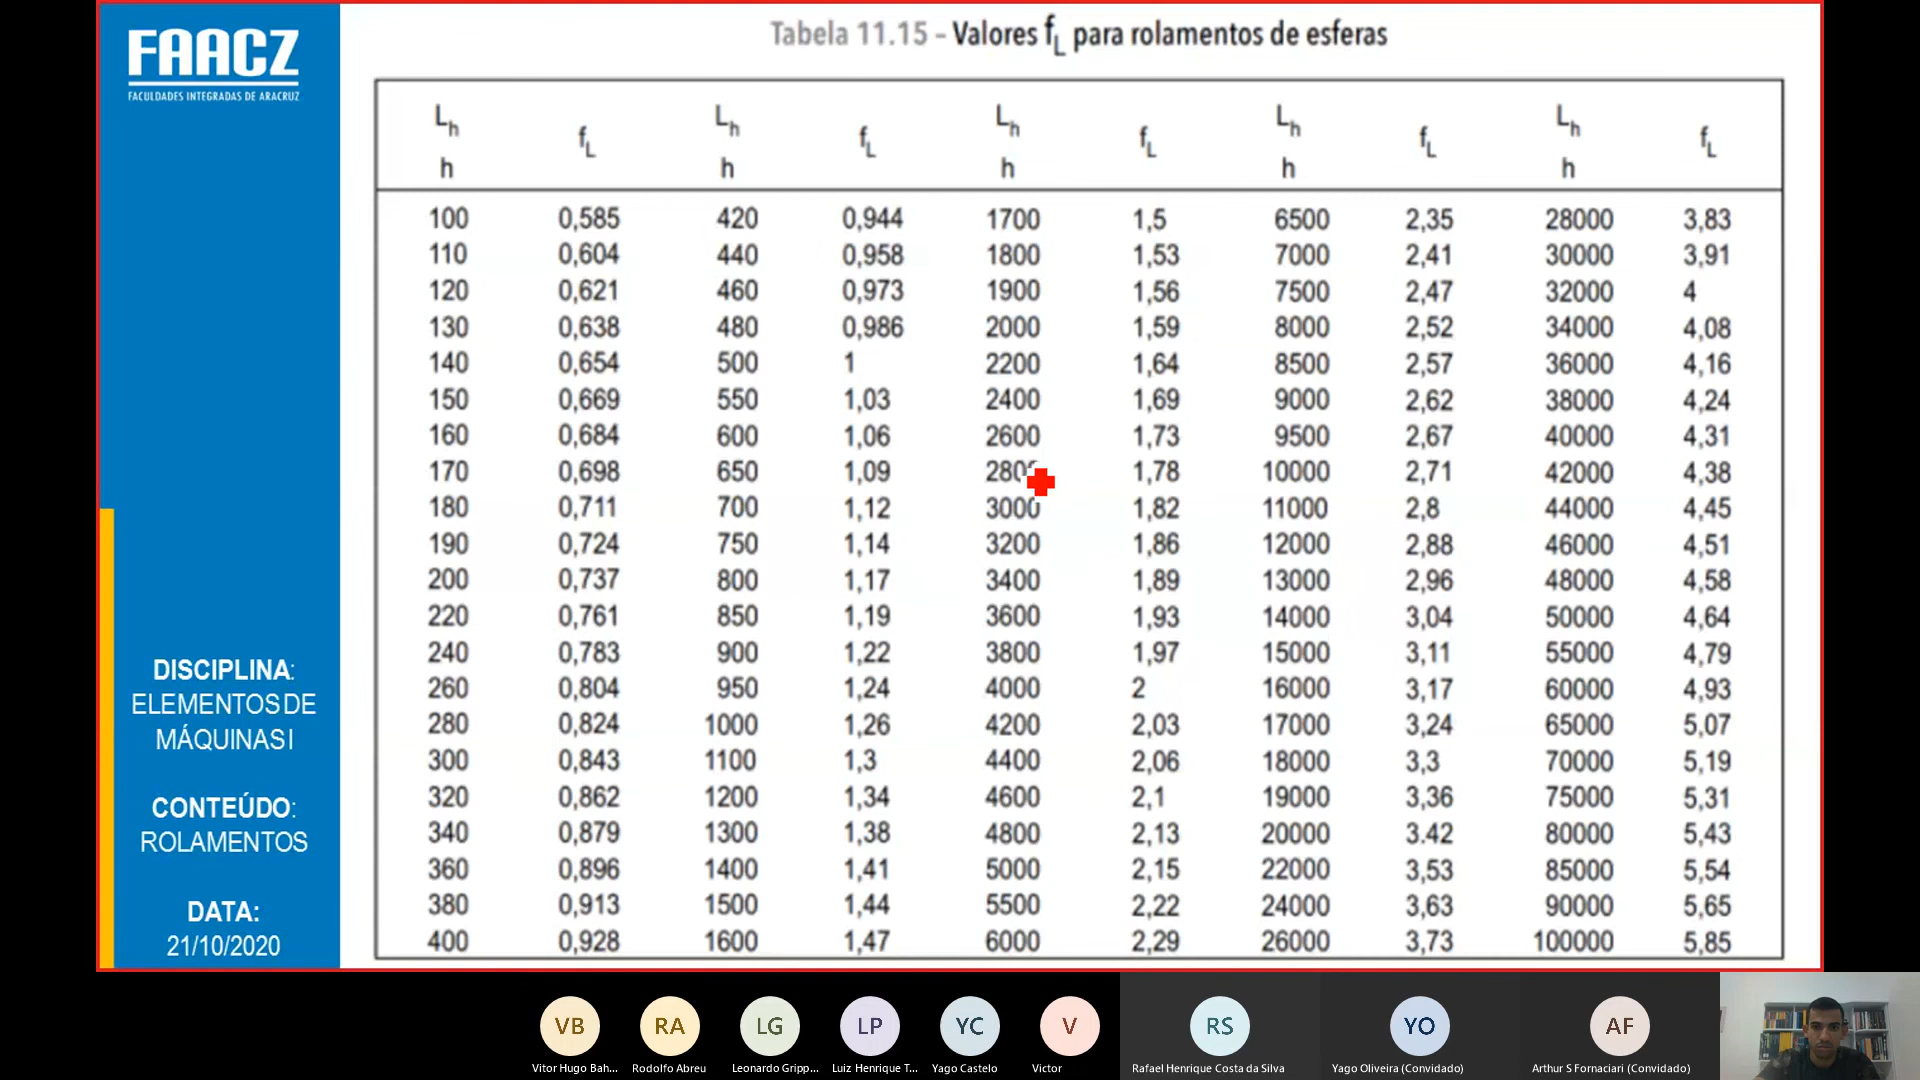 FAACZ
FACULDADES INTEGRADAS DE ARACRUZ
DISCIPLINA:
ELEMENTOS DE
MÁQUINAS I
CONTEÚDO:
ROLAMENTOS
DATA:
21/10/2020
Tabela 11.15 – Valores fL para rolamentos de esferas
Lh fL Lh fL Lh fL Lh fL Lh fL
h h h h h
100 0,585 420 0,944 1700 1,5 6500 2,35 28000 3,83
110 0,604 440 0,958 1800 1,53 7000 2,41 30000 3,91
120 0,621 460 0,973 1900 1,56 7500 2,47 32000 4
130 0,638 480 0,986 2000 1,59 8000 2,52 34000 4,08
140 0,654 500 1 2200 1,64 8500 2,57 36000 4,16
150 0,669 550 1,03 2400 1,69 9000 2,62 38000 4,24
160 0,684 600 1,06 2600 1,73 9500 2,67 40000 4,31
170 0,698 650 1,09 2800 1,78 10000 2,71 42000 4,38
180 0,711 700 1,12 3000 1,82 11000 2,8 44000 4,45
190 0,724 750 1,14 3200 1,86 12000 2,88 46000 4,51
200 0,737 800 1,17 3400 1,89 13000 2,96 48000 4,58
220 0,761 850 1,19 3600 1,93 14000 3,04 50000 4,64
240 0,783 900 1,22 3800 1,97 15000 3,11 55000 4,79
260 0,804 950 1,24 4000 2 16000 3,17 60000 4,93
280 0,824 1000 1,26 4200 2,03 17000 3,24 65000 5,07
300 0,843 1100 1,3 4400 2,06 18000 3,3 70000 5,19
320 0,862 1200 1,34 4600 2,1 19000 3,36 75000 5,31
340 0,879 1300 1,38 4800 2,13 20000 3.42 80000 5,43
360 0,896 1400 1,41 5000 2,15 22000 3,53 85000 5,54
380 0,913 1500 1,44 5500 2,22 24000 3,63 90000 5,65
400 0,928 1600 1,47 6000 2,29 26000 3,73 100000 5,85
VB RA LG LP YC V RS YO AF
Vitor Hugo Bah... Rodolfo Abreu Leonardo Gripp... Luiz Henrique T... Yago Castelo Victor Rafael Henrique Costa da Silva Yago Oliveira (Convidado) Arthur S Fornaciari (Convidado)